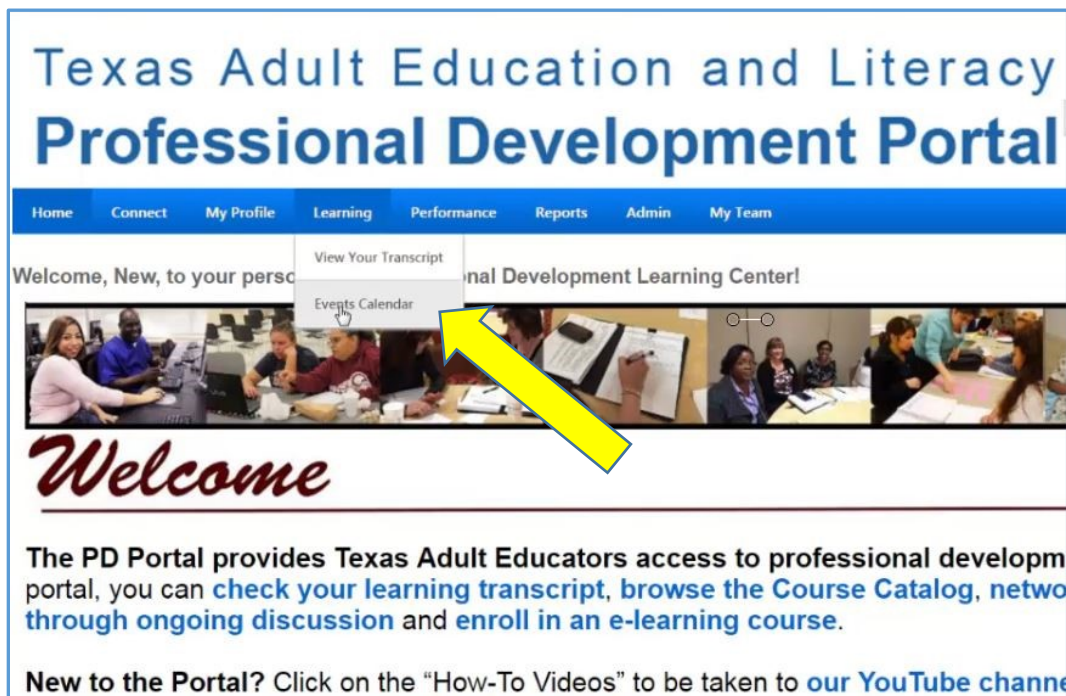 Texas Adult Education and Literacy
Professional Development Portal
Home Connect My Profile Learning Performance Reports Admin My Team
View Your Transcript
Welcome, New, to your perso nal Development Learning Center!
Events Calendar
Welcome
The PD Portal provides Texas Adult Educators access to professional developm
portal, you can check your learning transcript, browse the Course Catalog, netwo
through ongoing discussion and enroll in an e-learning course.
New to the Portal? Click on the “How-To Videos” to be taken to our YouTube channe